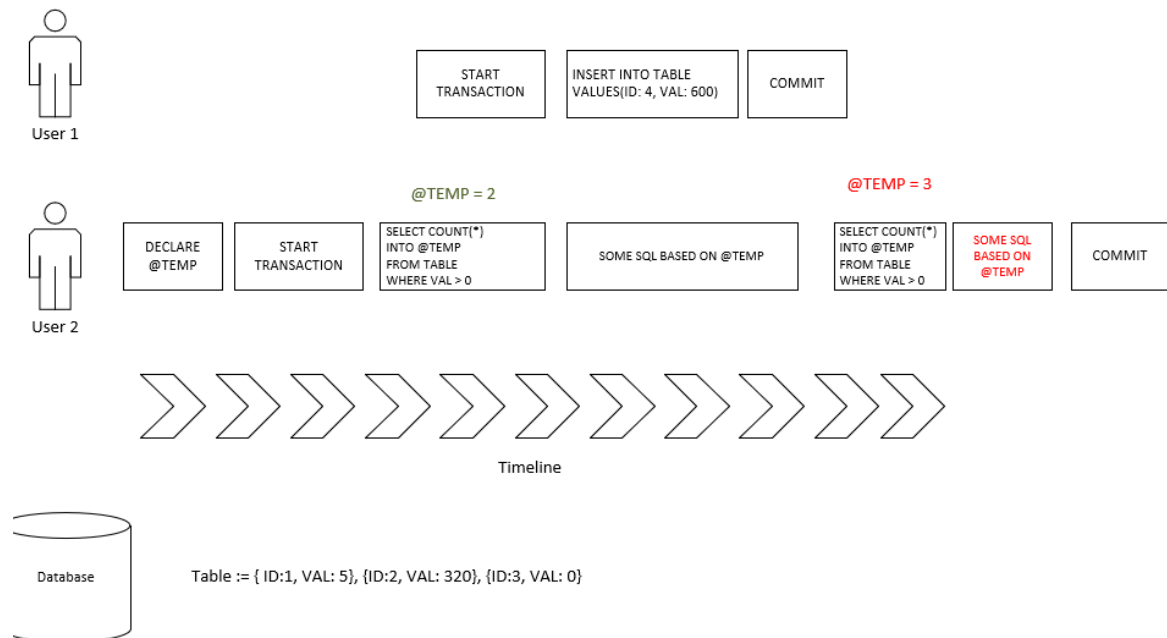 START
TRANSACTION
INSERT INTO TABLE
VALUES(ID: 4, VAL: 600)
COMMIT
User 1
@TEMP = 2
@TEMP = 3
DECLARE
@TEMP
START
TRANSACTION
SELECT COUNT(*)
INTO @TEMP
FROM TABLE
WHERE VAL > 0
SOME SQL BASED ON @TEMP
SELECT COUNT(*)
INTO @TEMP
FROM TABLE
WHERE VAL > 0
SOME SQL
BASED ON
@TEMP
COMMIT
User 2
Timeline
Database
Table := { ID:1, VAL: 5}, {ID:2, VAL: 320}, {ID:3, VAL: 0}